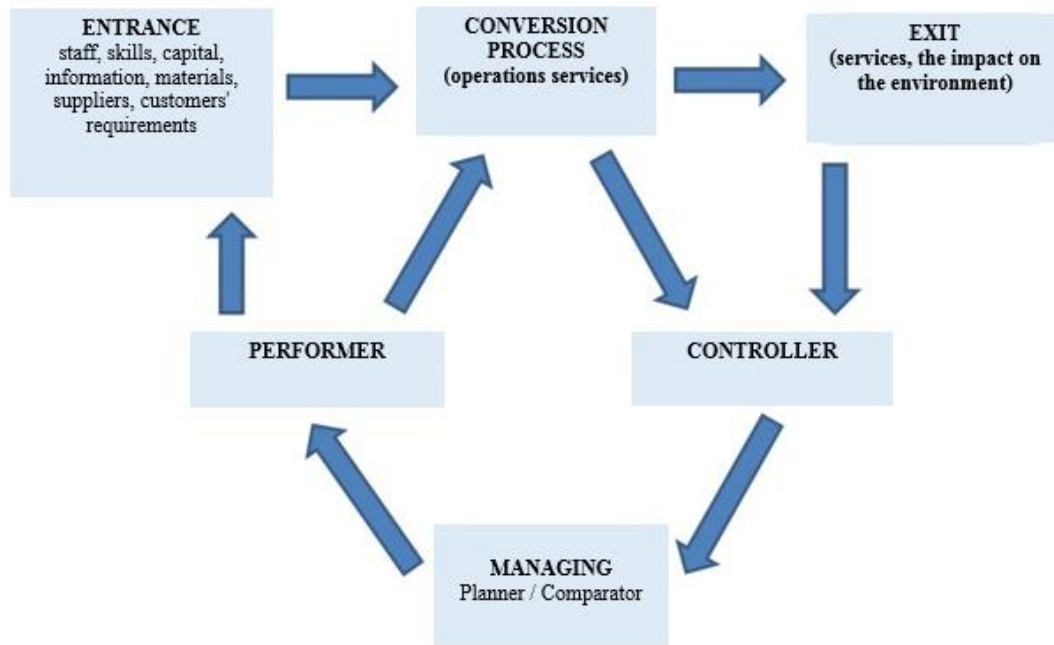 ENTRANCE
staff, skills, capital,
information, materials,
suppliers, customers'
requirements
CONVERSION
PROCESS
(operations services)
EXIT
(services, the impact on
the environment)
PERFORMER
CONTROLLER
MANAGING
Planner / Comparator